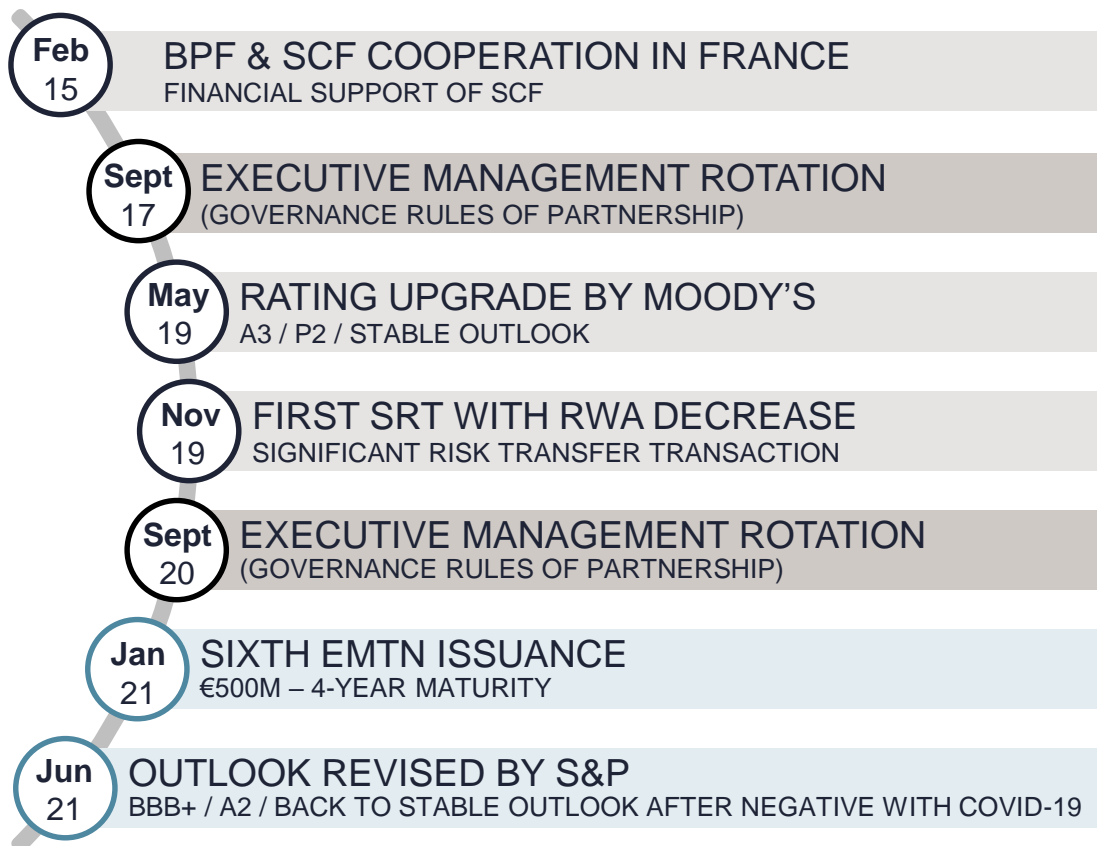 Feb
15
BPF & SCF COOPERATION IN FRANCE
FINANCIAL SUPPORT OF SCF
Sept
17
EXECUTIVE MANAGEMENT ROTATION
(GOVERNANCE RULES OF PARTNERSHIP)
May
19
RATING UPGRADE BY MOODY’S
A3 / P2 / STABLE OUTLOOK
Nov
19
FIRST SRT WITH RWA DECREASE
SIGNIFICANT RISK TRANSFER TRANSACTION
Sept
20
EXECUTIVE MANAGEMENT ROTATION
(GOVERNANCE RULES OF PARTNERSHIP)
Jan
21
SIXTH EMTN ISSUANCE
€500M – 4-YEAR MATURITY
Jun
21
OUTLOOK REVISED BY S&P
BBB+ / A2 / BACK TO STABLE OUTLOOK AFTER NEGATIVE WITH COVID-19